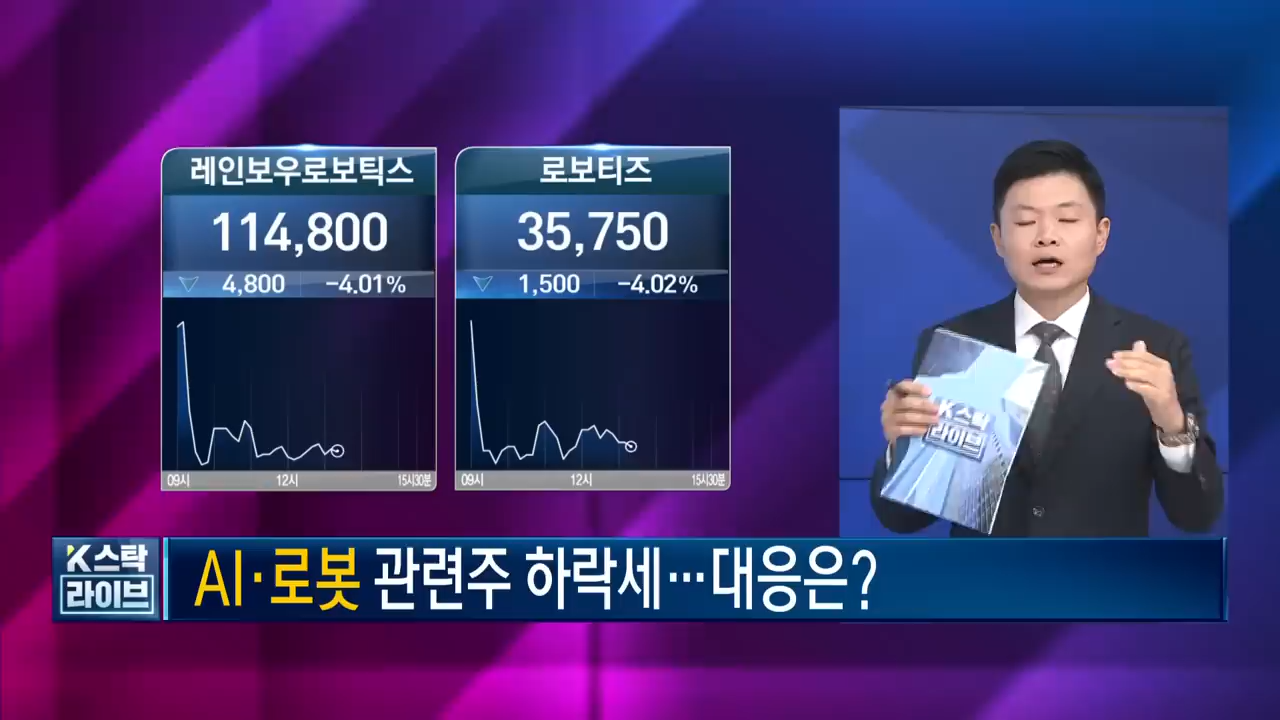 레인보우로보틱스
114,800
▽ 4,800 -4.01%
09시 12시 15시30분
로보티즈
35,750
▽ 1,500 -4.02%
09시 12시 15시30분
K스탁
라이브
K스탁
라이브
AI·로봇 관련주 하락세…대응은?